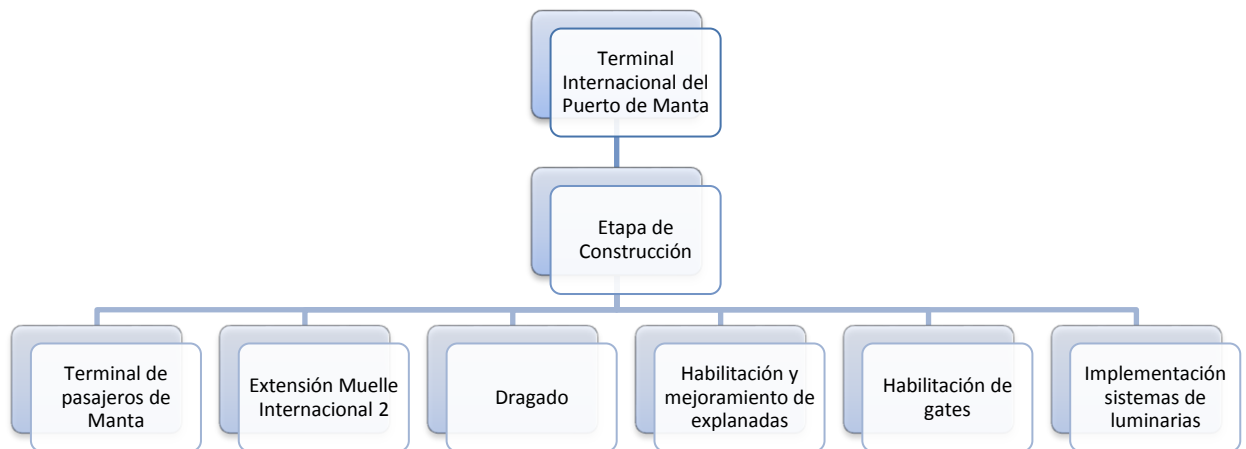 Terminal
Internacional del
Puerto de Manta
Etapa de
Construcción
Terminal de
pasajeros de
Manta
Extensión Muelle
Internacional 2
Dragado
Habilitación y
mejoramiento de
explanadas
Habilitación de
gates
Implementación
sistemas de
luminarias